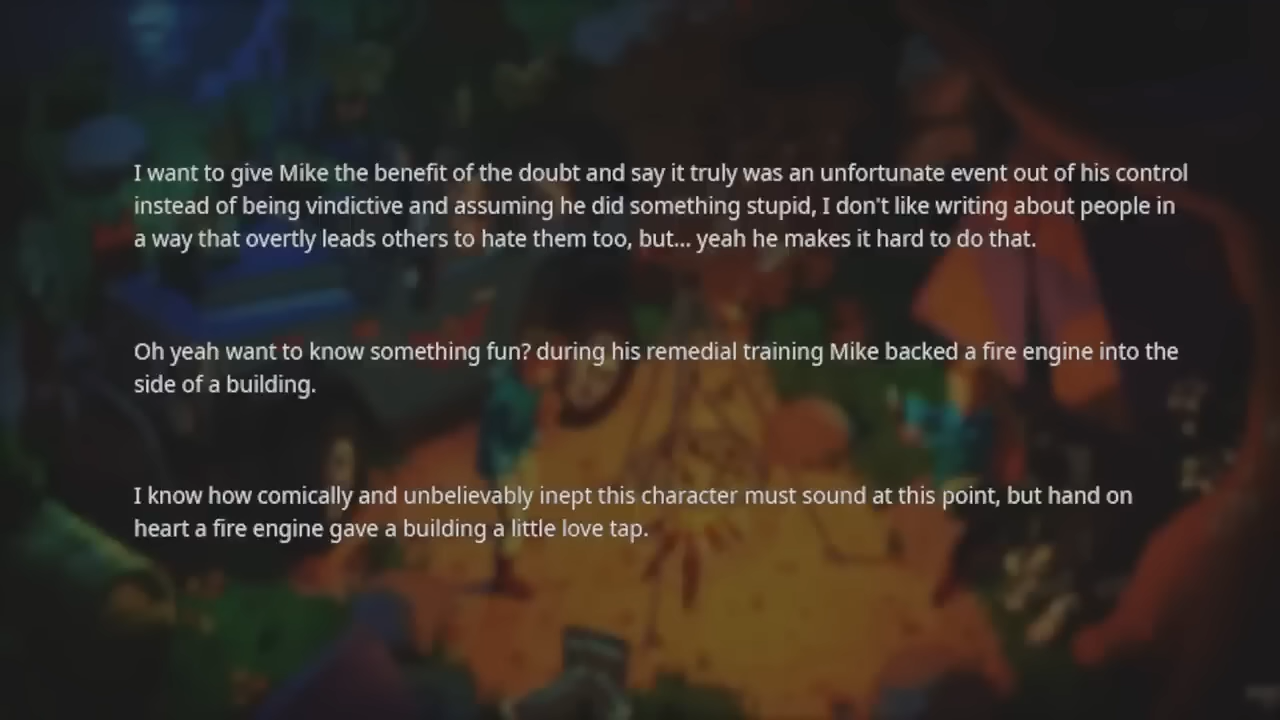 I want to give Mike the benefit of the doubt and say it truly was an unfortunate event out of his control
instead of being vindictive and assuming he did something stupid, I don't like writing about people in
a way that overtly leads others to hate them too, but... yeah he makes it hard to do that.
Oh yeah want to know something fun? during his remedial training Mike backed a fire engine into the
side of a building.
I know how comically and unbelievably inept this character must sound at this point, but hand on
heart a fire engine gave a building a little love tap.